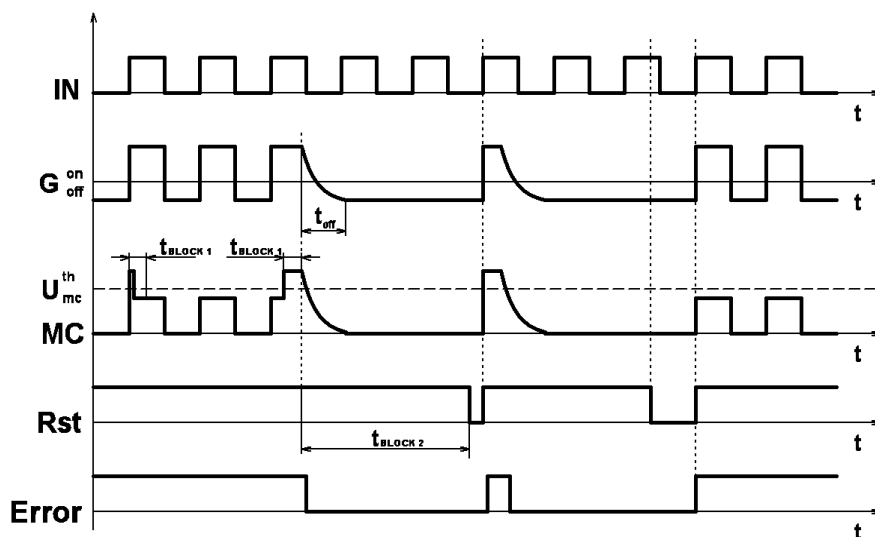 IN
t
G on off
t
t off
t BLOCK 1
t BLOCK 1
U th mc
MC
t
Rst
t BLOCK 2
t
Error
t